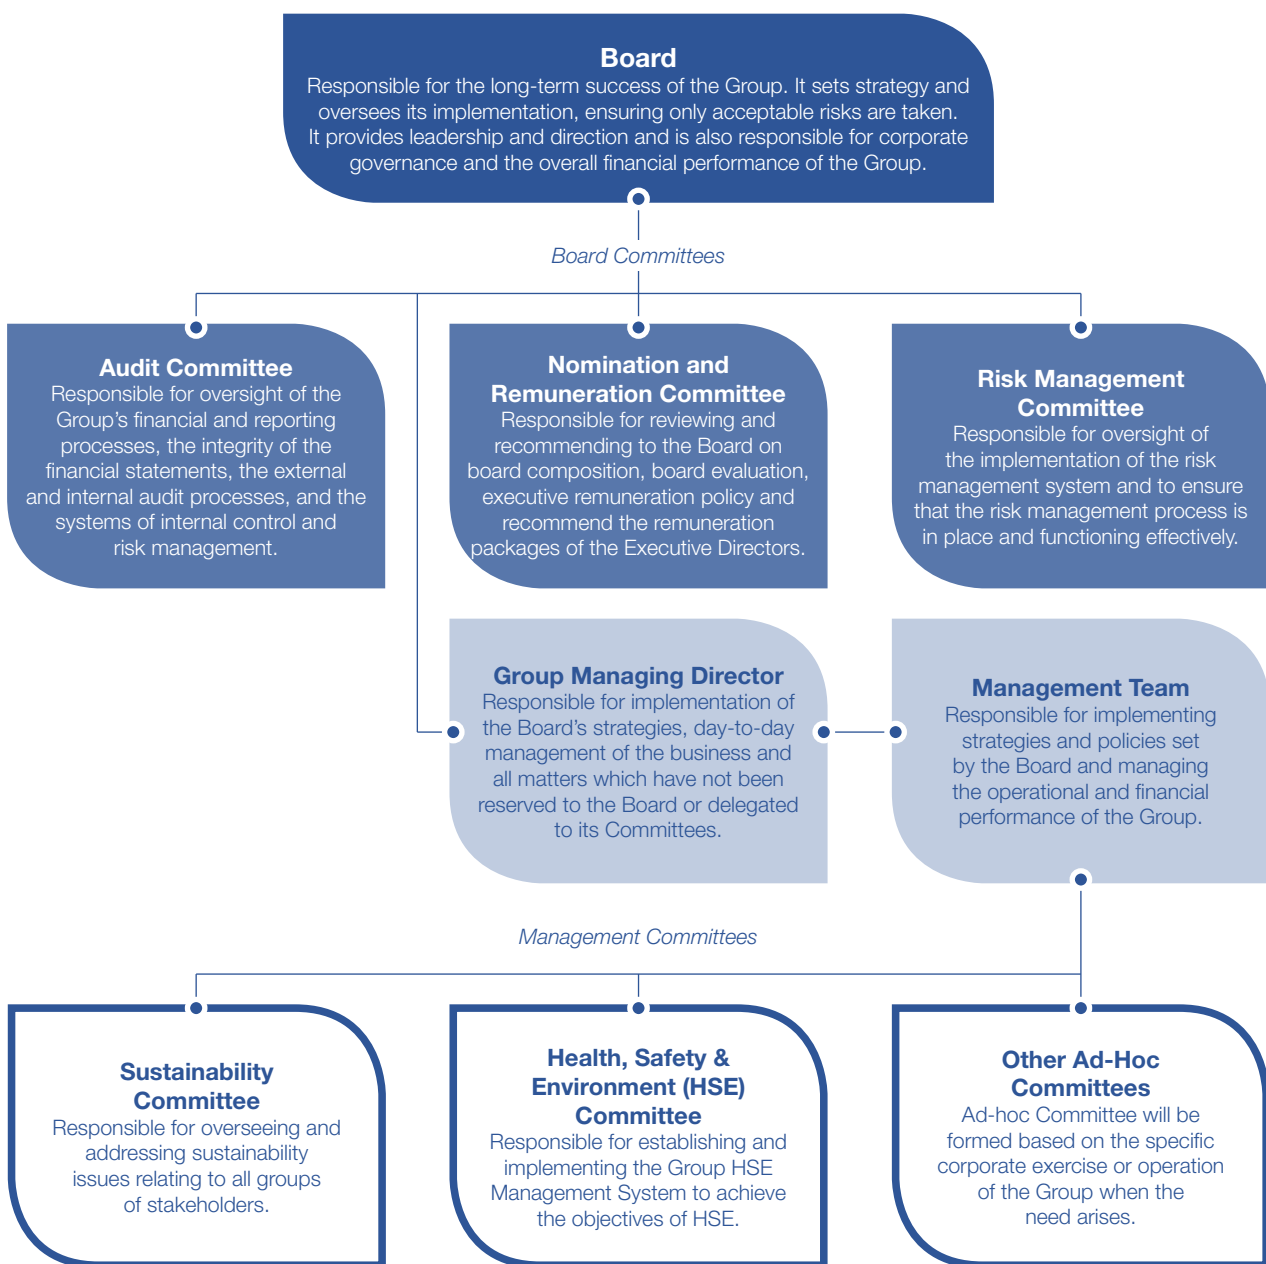 Board
Responsible for the long-term success of the Group. It sets strategy and
oversees its implementation, ensuring only acceptable risks are taken.
It provides leadership and direction and is also responsible for corporate
governance and the overall financial performance of the Group.
Board Committees
Audit Committee
Responsible for oversight of the
Group’s financial and reporting
processes, the integrity of the
financial statements, the external
and internal audit processes, and the
systems of internal control and
risk management.
Nomination and
Remuneration Committee
Responsible for reviewing and
recommending to the Board on
board composition, board evaluation,
executive remuneration policy and
recommend the remuneration
packages of the Executive Directors.
Risk Management
Committee
Responsible for oversight of
the implementation of the risk
management system and to ensure
that the risk management process is
in place and functioning effectively.
Group Managing Director
Responsible for implementation of
the Board’s strategies, day-to-day
management of the business and
all matters which have not been
reserved to the Board or delegated
to its Committees.
Management Team
Responsible for implementing
strategies and policies set
by the Board and managing
the operational and financial
performance of the Group.
Management Committees
Sustainability
Committee
Responsible for overseeing and
addressing sustainability
issues relating to all groups
of stakeholders.
Health, Safety &
Environment (HSE)
Committee
Responsible for establishing and
implementing the Group HSE
Management System to achieve
the objectives of HSE.
Other Ad-Hoc
Committees
Ad-hoc Committee will be
formed based on the specific
corporate exercise or operation
of the Group when the
need arises.